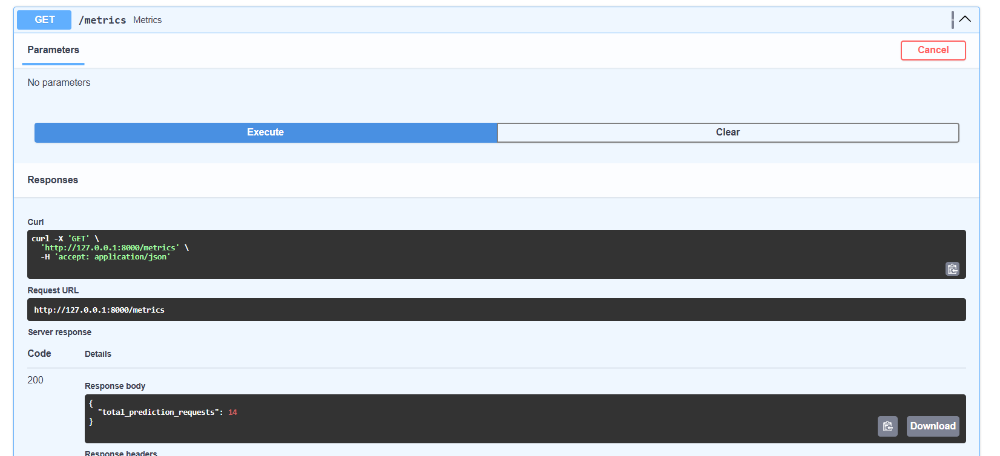 GET /metrics Metrics
Parameters
Cancel
No parameters
Execute
Clear
Responses
Curl
curl -X 'GET' \
  'http://127.0.0.1:8000/metrics' \
  -H 'accept: application/json'
Request URL
http://127.0.0.1:8000/metrics
Server response
Code Details
200
Response body
{
  "total_prediction_requests": 14
}
Download
Response headers